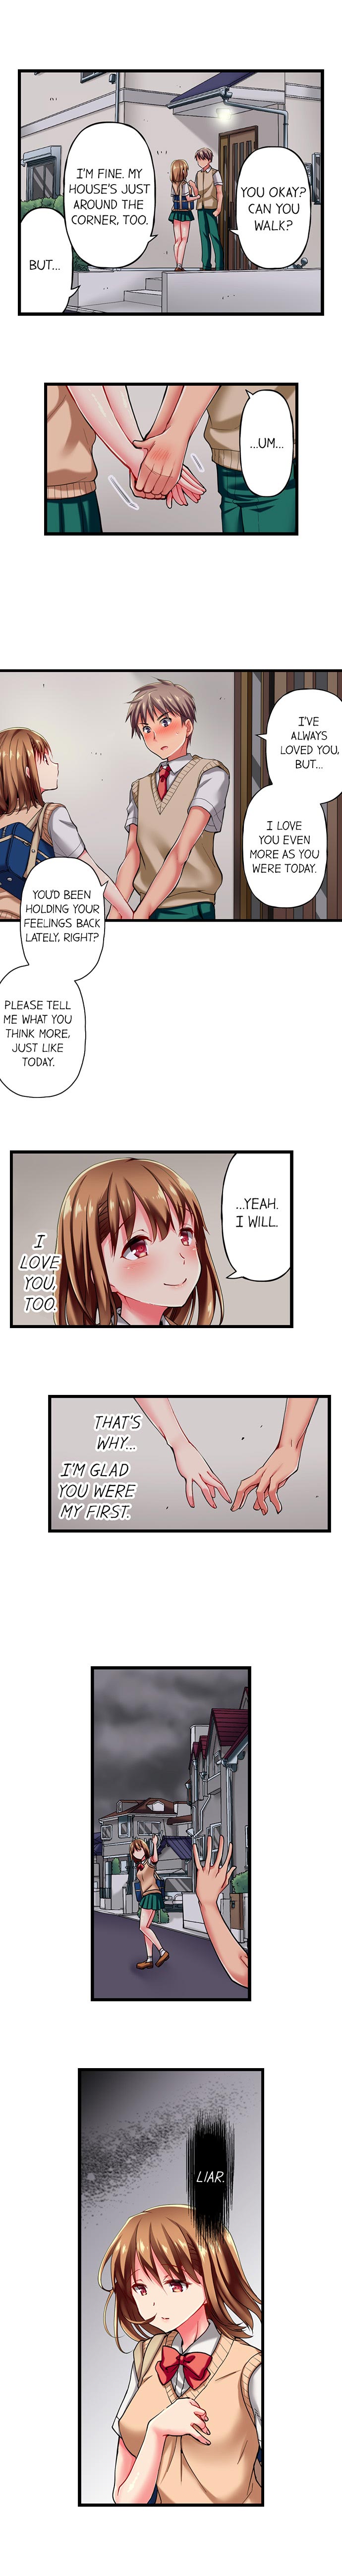 YOU OKAY?
CAN YOU
WALK?
I'M FINE. MY
HOUSE'S JUST
AROUND THE
CORNER, TOO.
BUT...
...UM...
I'VE
ALWAYS
LOVED YOU,
BUT...
I LOVE
YOU EVEN
MORE AS YOU
WERE TODAY.
YOU'D BEEN
HOLDING YOUR
FEELINGS BACK
LATELY, RIGHT?
PLEASE TELL
ME WHAT YOU
THINK MORE,
JUST LIKE
TODAY.
...YEAH.
I WILL.
I
LOVE
YOU,
TOO.
THAT'S
WHY...
I'M GLAD
YOU WERE
MY FIRST.
LIAR.